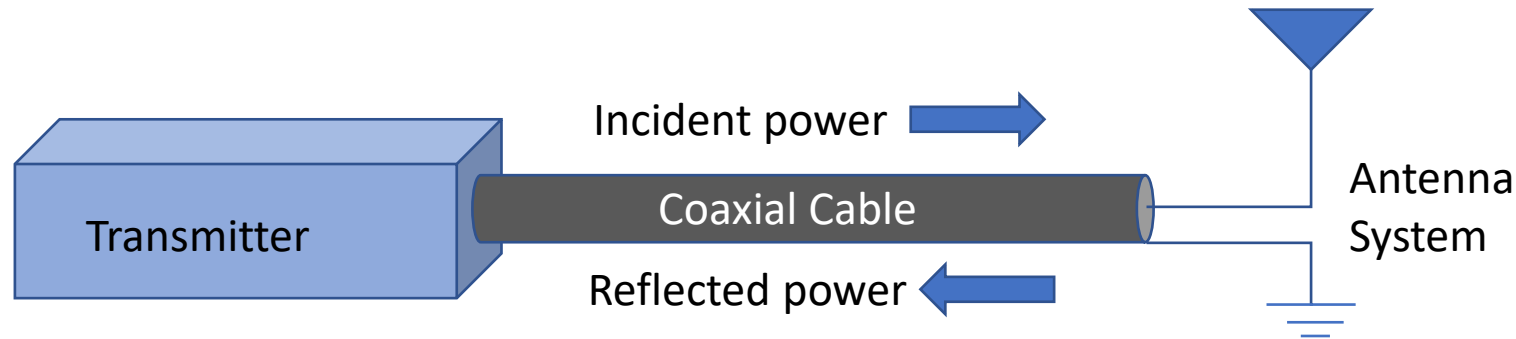 Incident power
Transmitter
Coaxial Cable
Antenna
System
Reflected power